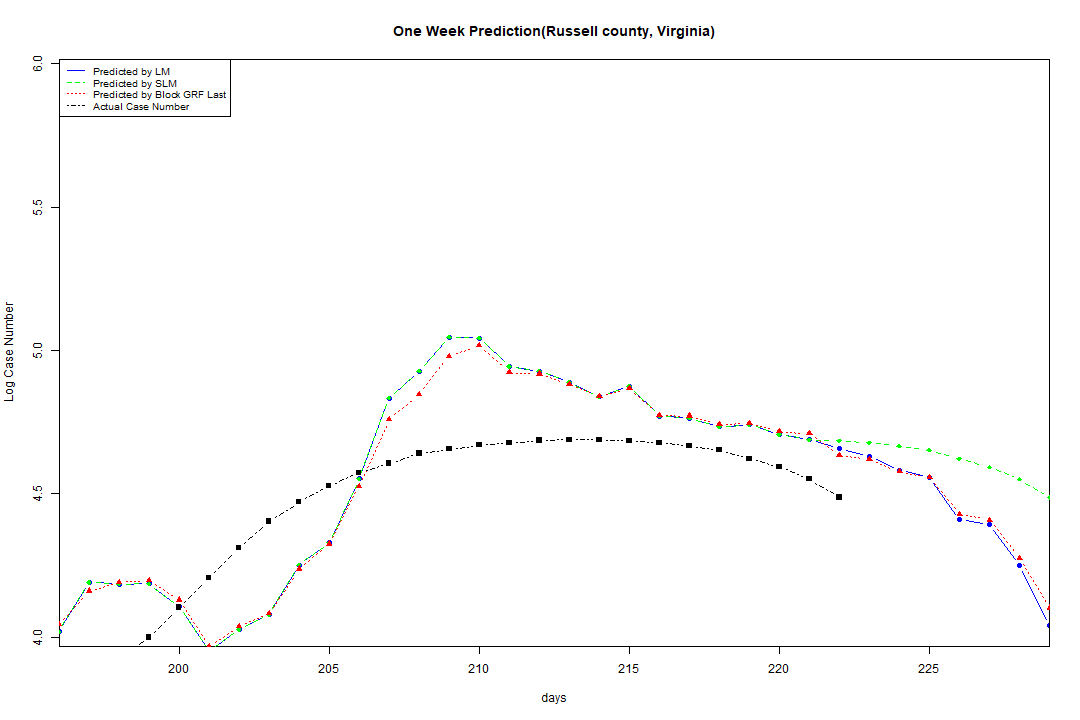 One Week Prediction(Russell county, Virginia)
Predicted by LM
Predicted by SLM
Predicted by Block GRF Last
Actual Case Number
6.0
5.5
5.0
4.5
4.0
Log Case Number
200 205 210 215 220 225
days